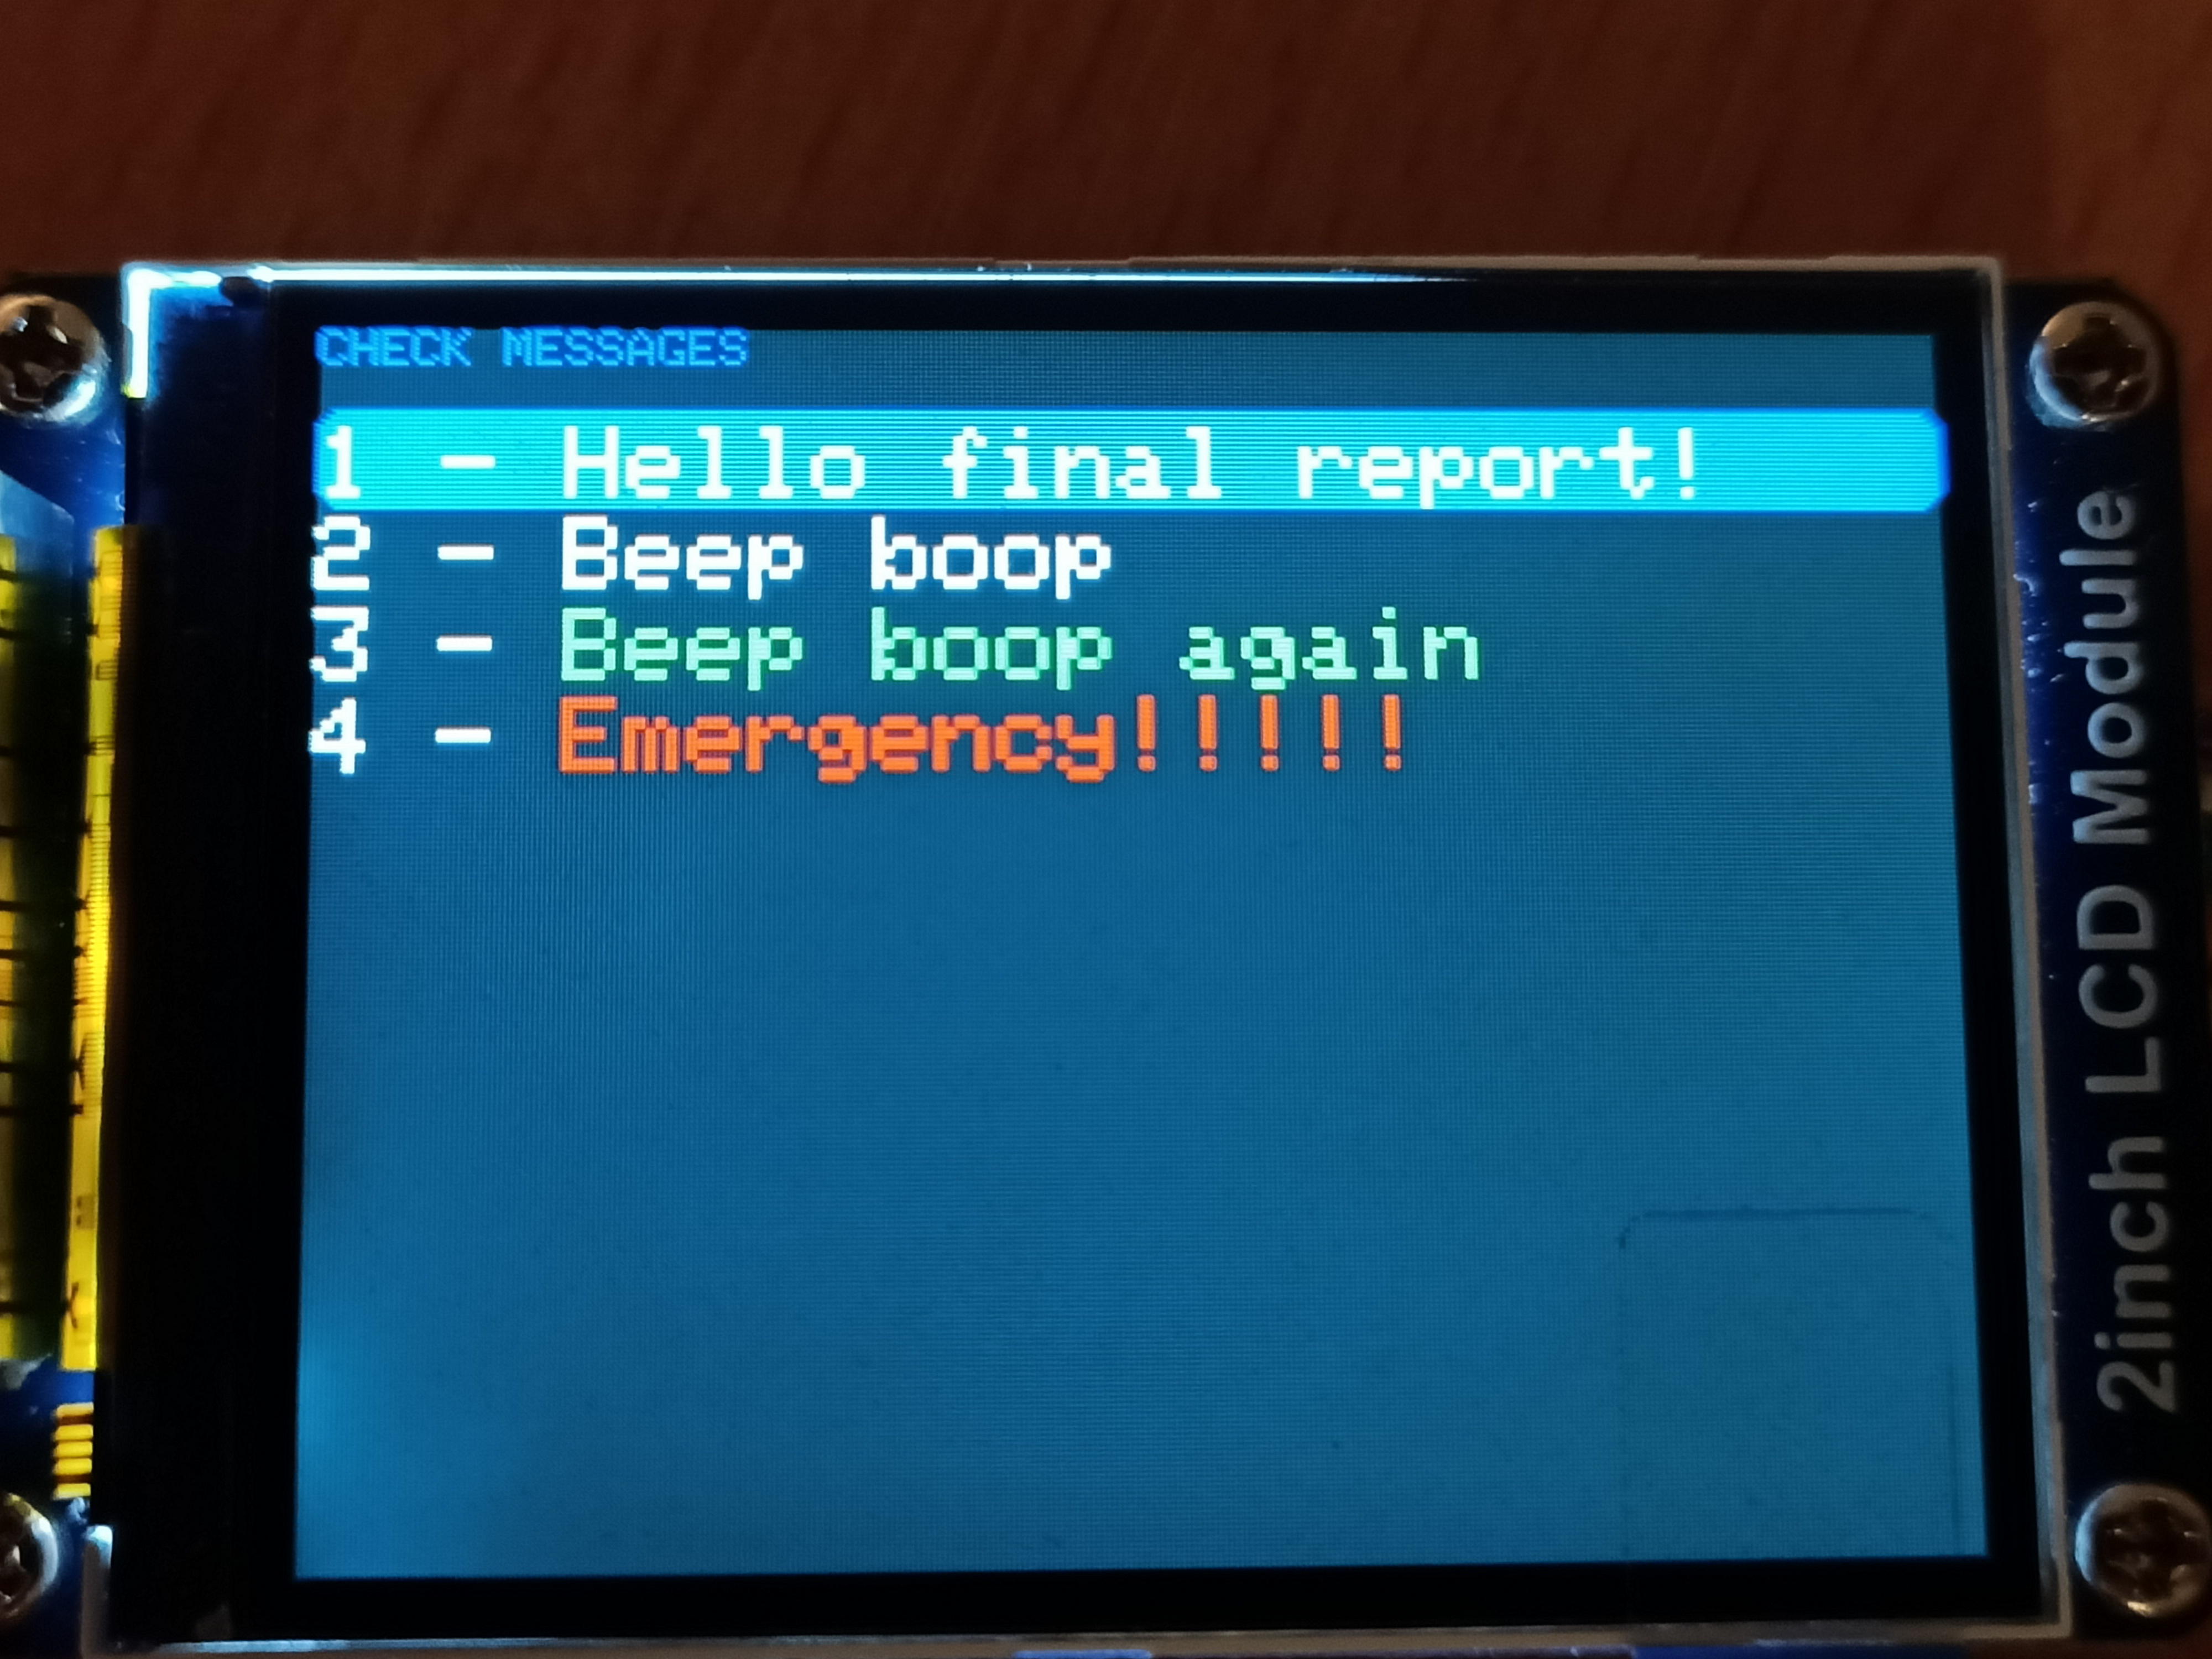 CHECK MESSAGES
1 - Hello final report!
2 - Beep boop
3 - Beep boop again
4 - Emergency!!!!!
2inch LCD Module